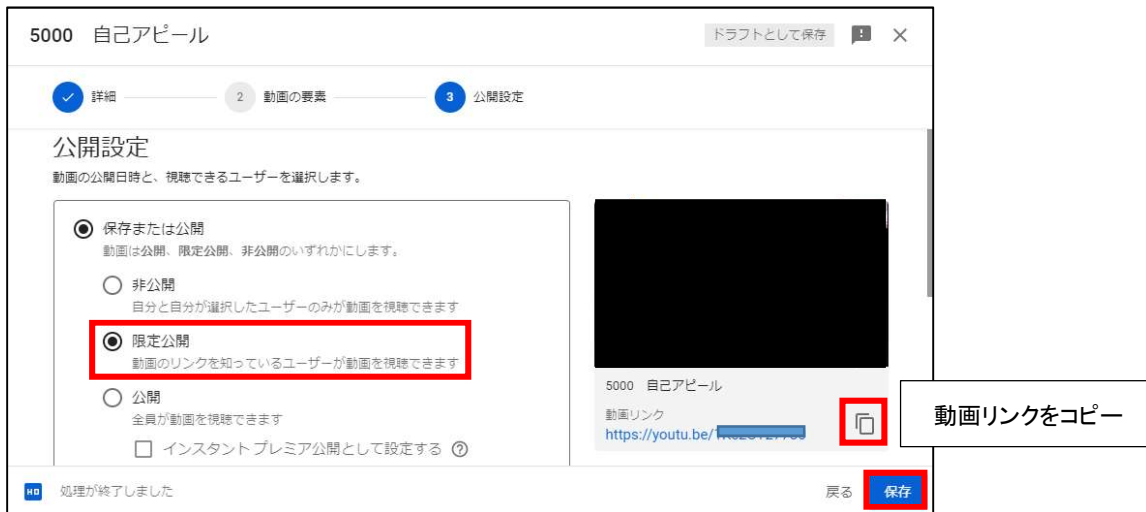 5000 自己アピール
ドラフトとして保存
詳細
2 動画の要素
3 公開設定
公開設定
動画の公開日時と、視聴できるユーザーを選択します。
保存または公開
動画は公開、限定公開、非公開のいずれかにします。
非公開
自分と自分が選択したユーザーのみが動画を視聴できます
限定公開
動画のリンクを知っているユーザーが動画を視聴できます
公開
全員が動画を視聴できます
インスタント プレミア公開として設定する
5000 自己アピール
動画リンク
https://youtu.be/
動画リンクをコピー
HD 処理が終了しました
戻る
保存